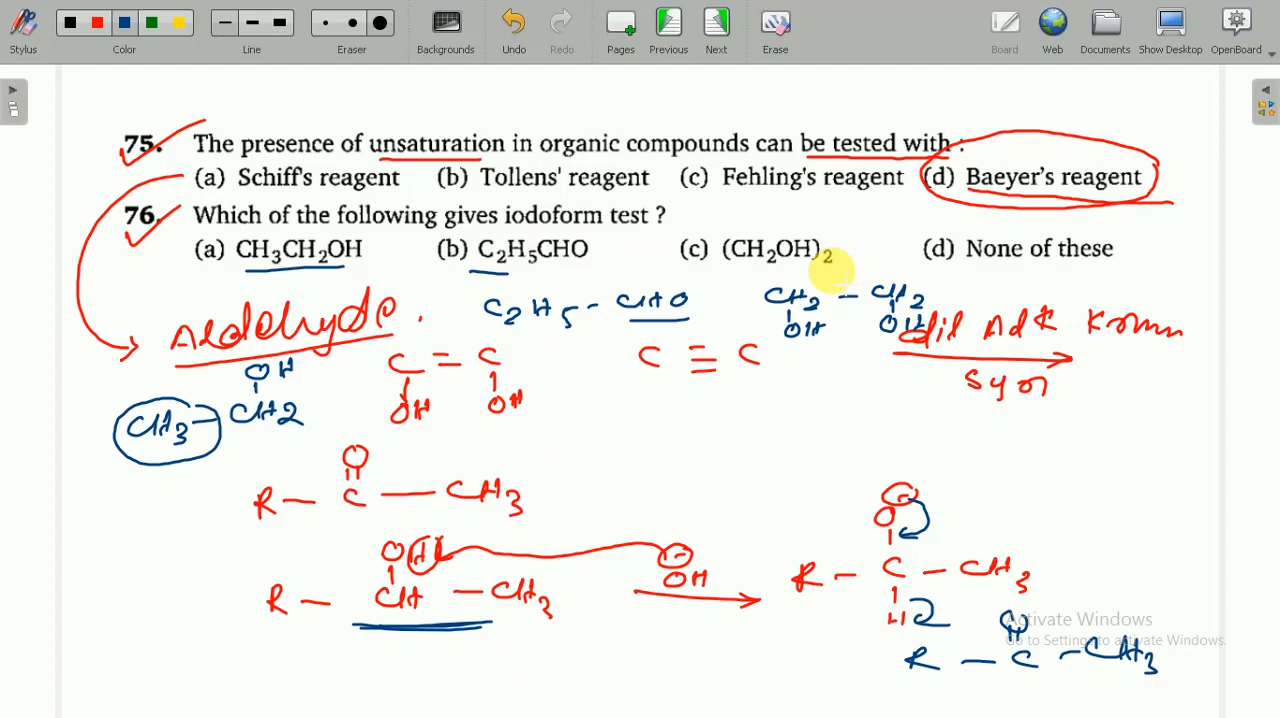 Stylus Color Line Eraser Backgrounds Undo Redo Pages Previous Next Erase Board Web Documents Show Desktop OpenBoard
75. The presence of unsaturation in organic compounds can be tested with :
(a) Schiff's reagent (b) Tollens' reagent (c) Fehling's reagent (d) Baeyer's reagent
76. Which of the following gives iodoform test ?
(a) CH3CH2OH (b) C2H5CHO (c) (CH2OH)2 (d) None of these
C2H5 - CHO CH2 - CH2
OH OH
Aldehyde. dil Alk
C = C C ≡ C
OH OH
OH
CH3 - CH2
O
R - C - CH3
OH
R - CH - CH3
OH
O
R - C - CH3
H
O
R - C - CH3
Activate Windows
Go to Settings to activate Windows.